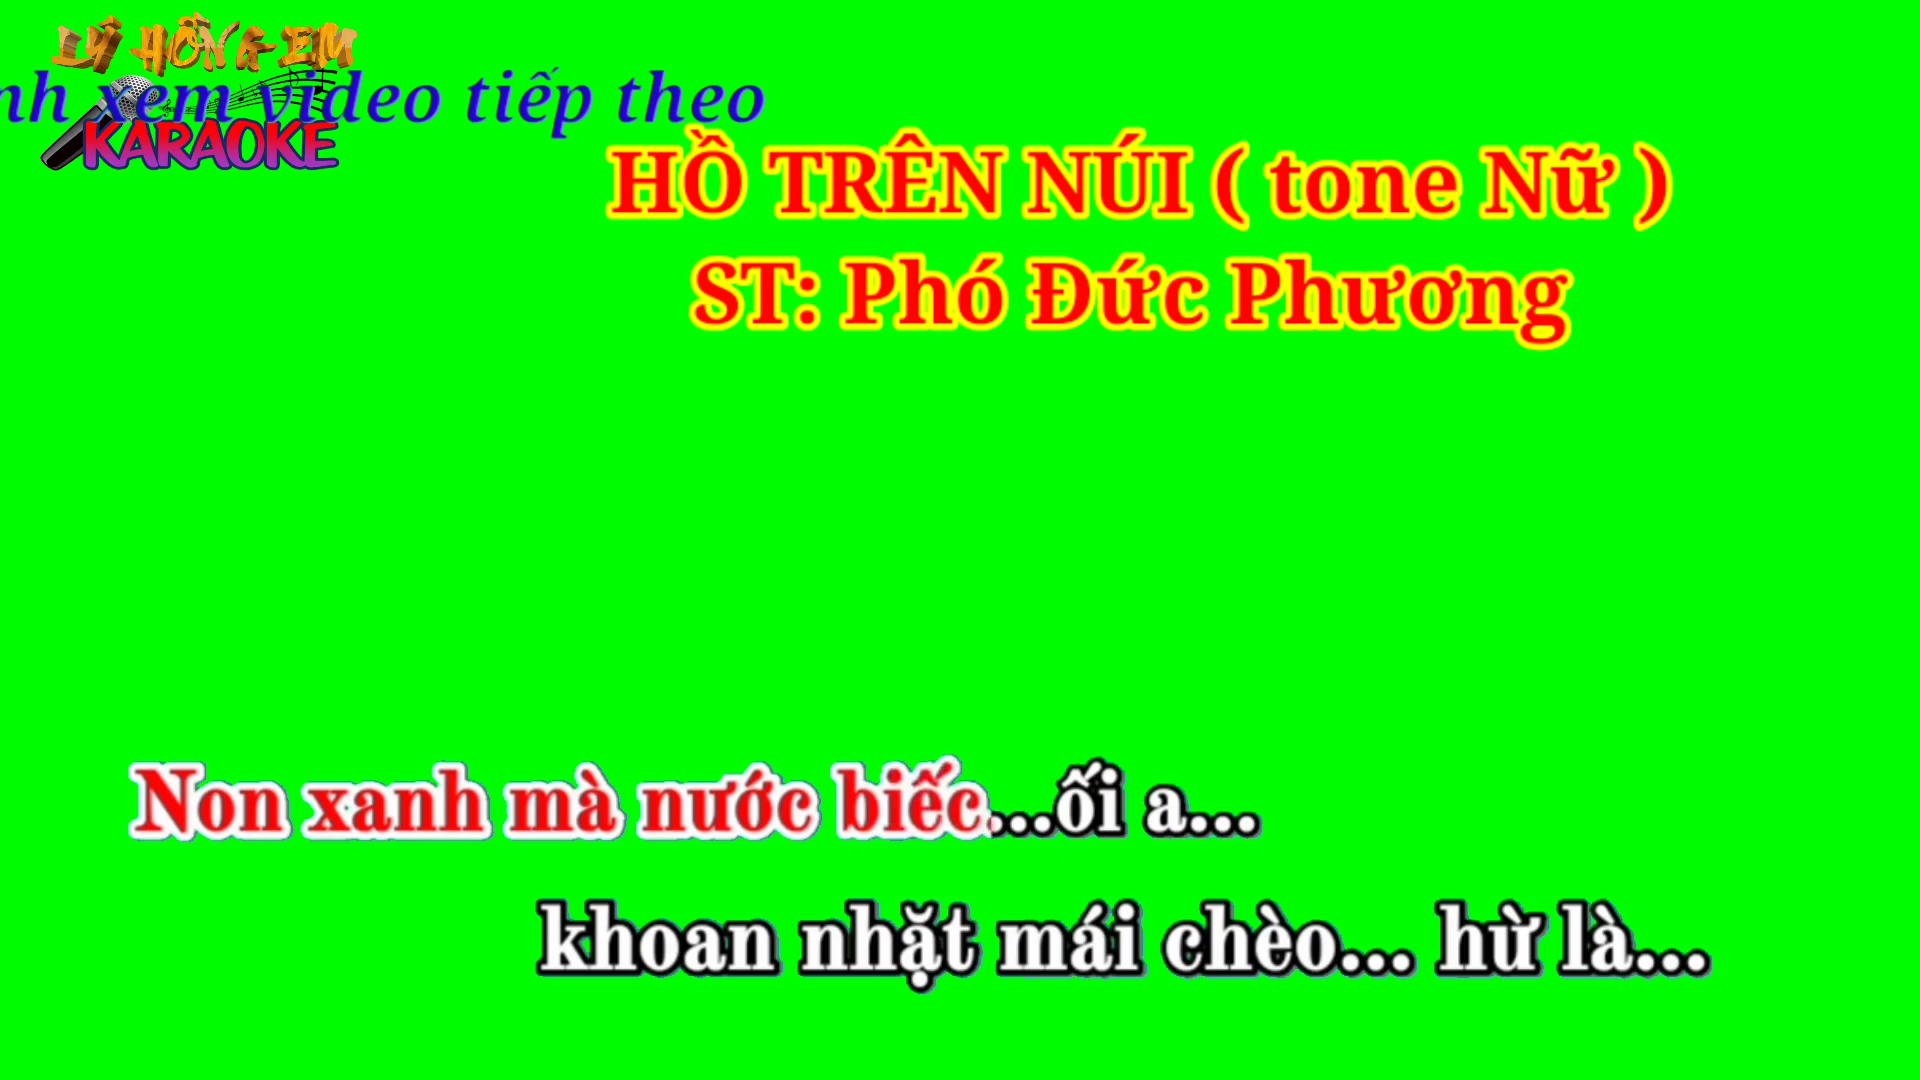 LÝ HỒNG EM
nh xem video tiếp theo
KARAOKE
HỒ TRÊN NÚI ( tone Nữ )
ST: Phó Đức Phương
Non xanh mà nước biếc...ối a...
khoan nhặt mái chèo... hừ là...